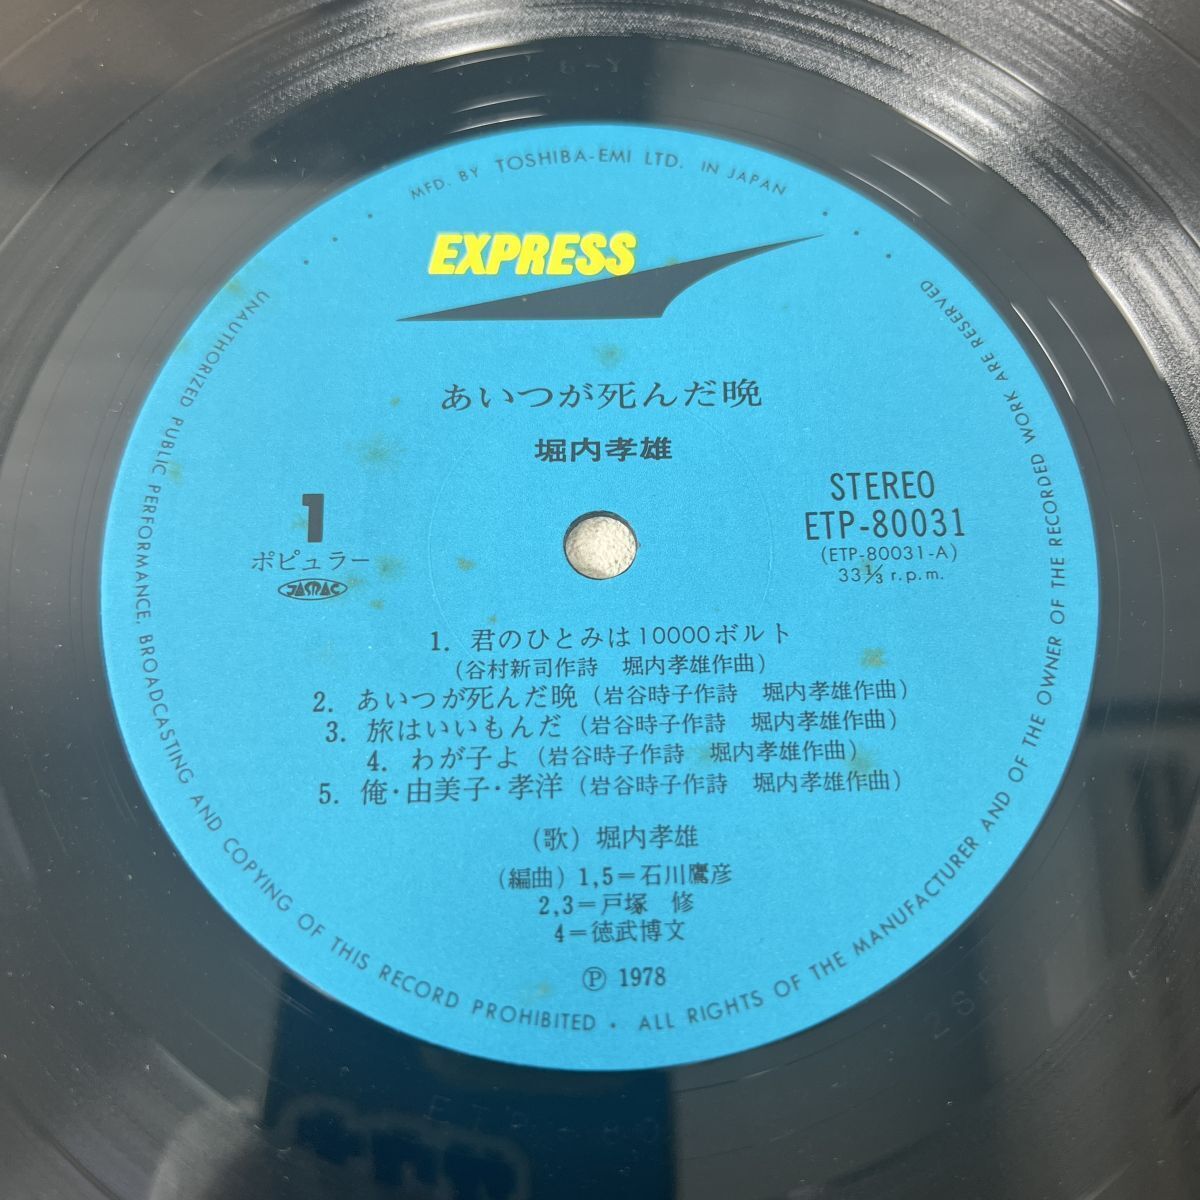 MFD. BY TOSHIBA-EMI LTD. IN JAPAN
EXPRESS
あいつが死んだ晩
堀内孝雄
1
ポピュラー
JASRAC
STEREO
ETP-80031
(ETP-80031-A)
33 1/3 r.p.m.
1. 君のひとみは10000ボルト
(谷村新司作詩 堀内孝雄作曲)
2. あいつが死んだ晩 (岩谷時子作詩 堀内孝雄作曲)
3. 旅はいいもんだ (岩谷時子作詩 堀内孝雄作曲)
4. わが子よ (岩谷時子作詩 堀内孝雄作曲)
5. 俺・由美子・孝洋 (岩谷時子作詩 堀内孝雄作曲)
(歌) 堀内孝雄
(編曲) 1,5=石川鷹彦
2,3=戸塚 修
4=徳武博文
Ⓟ 1978
UNAUTHORIZED PUBLIC PERFORMANCE, BROADCASTING AND COPYING OF THIS RECORD PROHIBITED · ALL RIGHTS OF THE MANUFACTURER AND OF THE OWNER OF THE RECORDED WORK ARE RESERVED